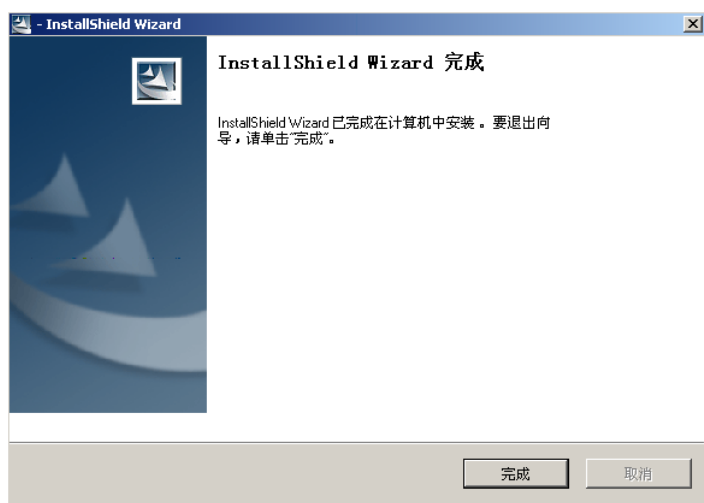 - InstallShield Wizard
InstallShield Wizard 完成
InstallShield Wizard 已完成在计算机中安装 。要退出向
导，请单击“完成”。
完成
取消